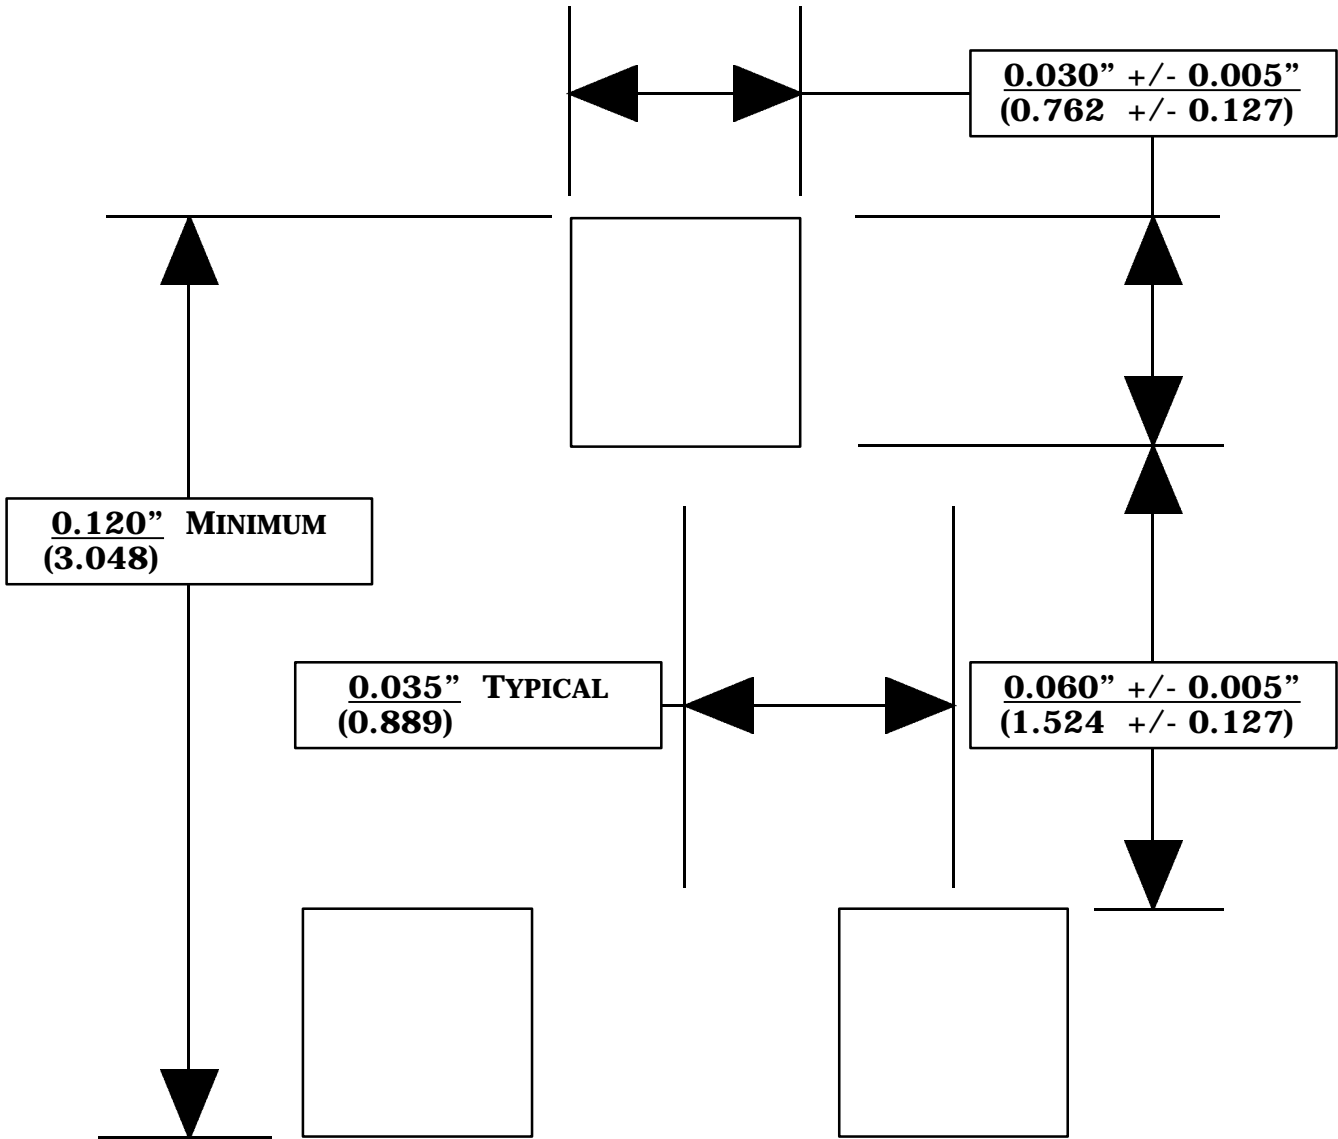 0.030” +/- 0.005”
(0.762 +/- 0.127)
0.120” MINIMUM
(3.048)
0.035” TYPICAL
(0.889)
0.060” +/- 0.005”
(1.524 +/- 0.127)